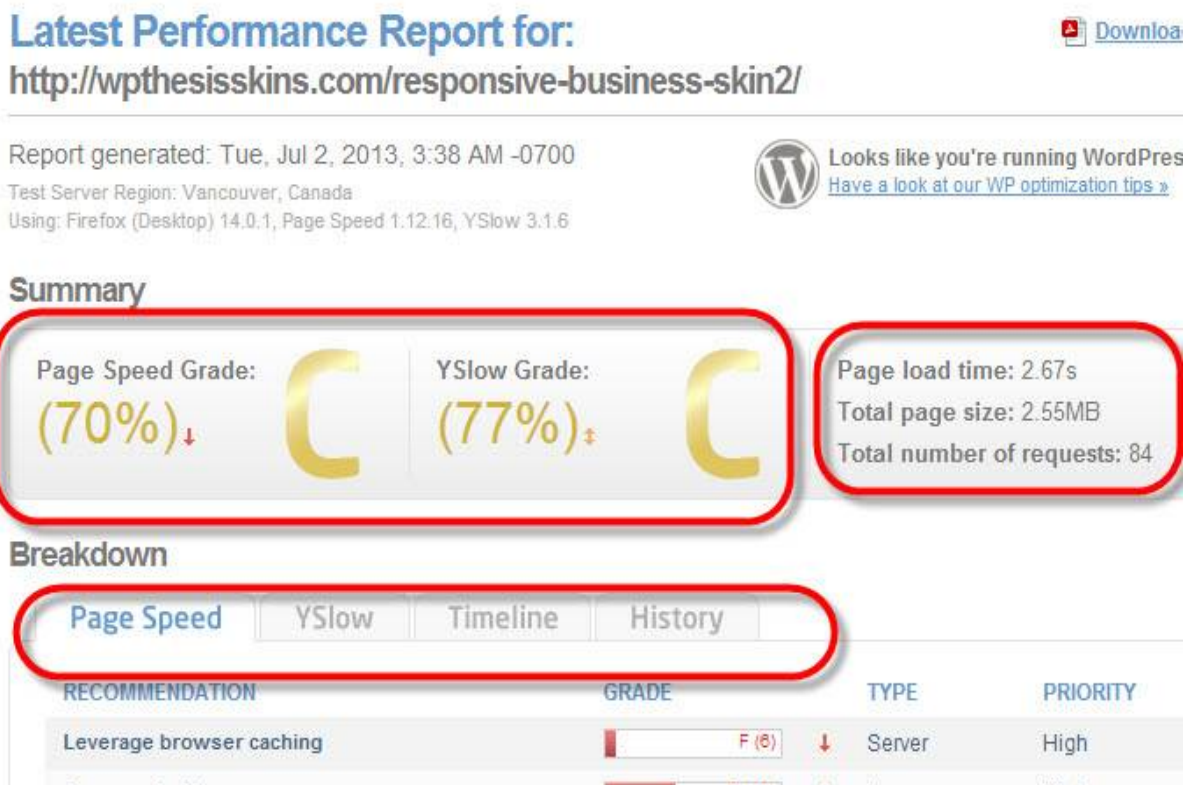 Latest Performance Report for:
http://wpthesisskins.com/responsive-business-skin2/
Report generated: Tue, Jul 2, 2013, 3:38 AM -0700
Test Server Region: Vancouver, Canada
Using: Firefox (Desktop) 14.0.1, Page Speed 1.12.16, YSlow 3.1.6
Downloa
Looks like you're running WordPres
Have a look at our WP optimization tips »
Summary
Page Speed Grade:
(70%)
C
YSlow Grade:
(77%)
C
Page load time: 2.67s
Total page size: 2.55MB
Total number of requests: 84
Breakdown
Page Speed YSlow Timeline History
RECOMMENDATION GRADE TYPE PRIORITY
Leverage browser caching F (6) Server High